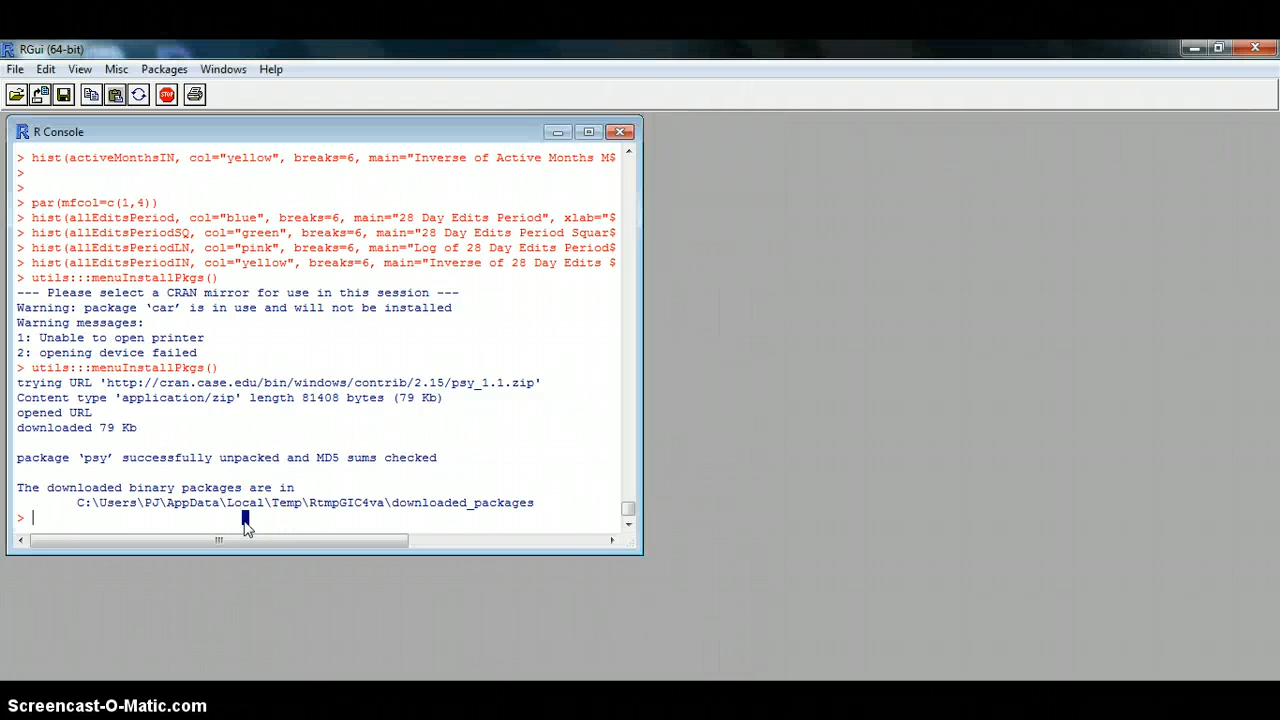 RGui (64-bit)
File Edit View Misc Packages Windows Help
STOP
R Console
> hist(activeMonthsIN, col="yellow", breaks=6, main="Inverse of Active Months M$
>
>
> par(mfcol=c(1,4))
> hist(allEditsPeriod, col="blue", breaks=6, main="28 Day Edits Period", xlab="$
> hist(allEditsPeriodSQ, col="green", breaks=6, main="28 Day Edits Period Squar$
> hist(allEditsPeriodLN, col="pink", breaks=6, main="Log of 28 Day Edits Period$
> hist(allEditsPeriodIN, col="yellow", breaks=6, main="Inverse of 28 Day Edits $
> utils:::menuInstallPkgs()
--- Please select a CRAN mirror for use in this session ---
Warning: package ‘car’ is in use and will not be installed
Warning messages:
1: Unable to open printer
2: opening device failed
> utils:::menuInstallPkgs()
trying URL 'http://cran.case.edu/bin/windows/contrib/2.15/psy_1.1.zip'
Content type 'application/zip' length 81408 bytes (79 Kb)
opened URL
downloaded 79 Kb
package ‘psy’ successfully unpacked and MD5 sums checked
The downloaded binary packages are in
C:\Users\PJ\AppData\Local\Temp\RtmpGIC4va\downloaded_packages
>
Screencast-O-Matic.com